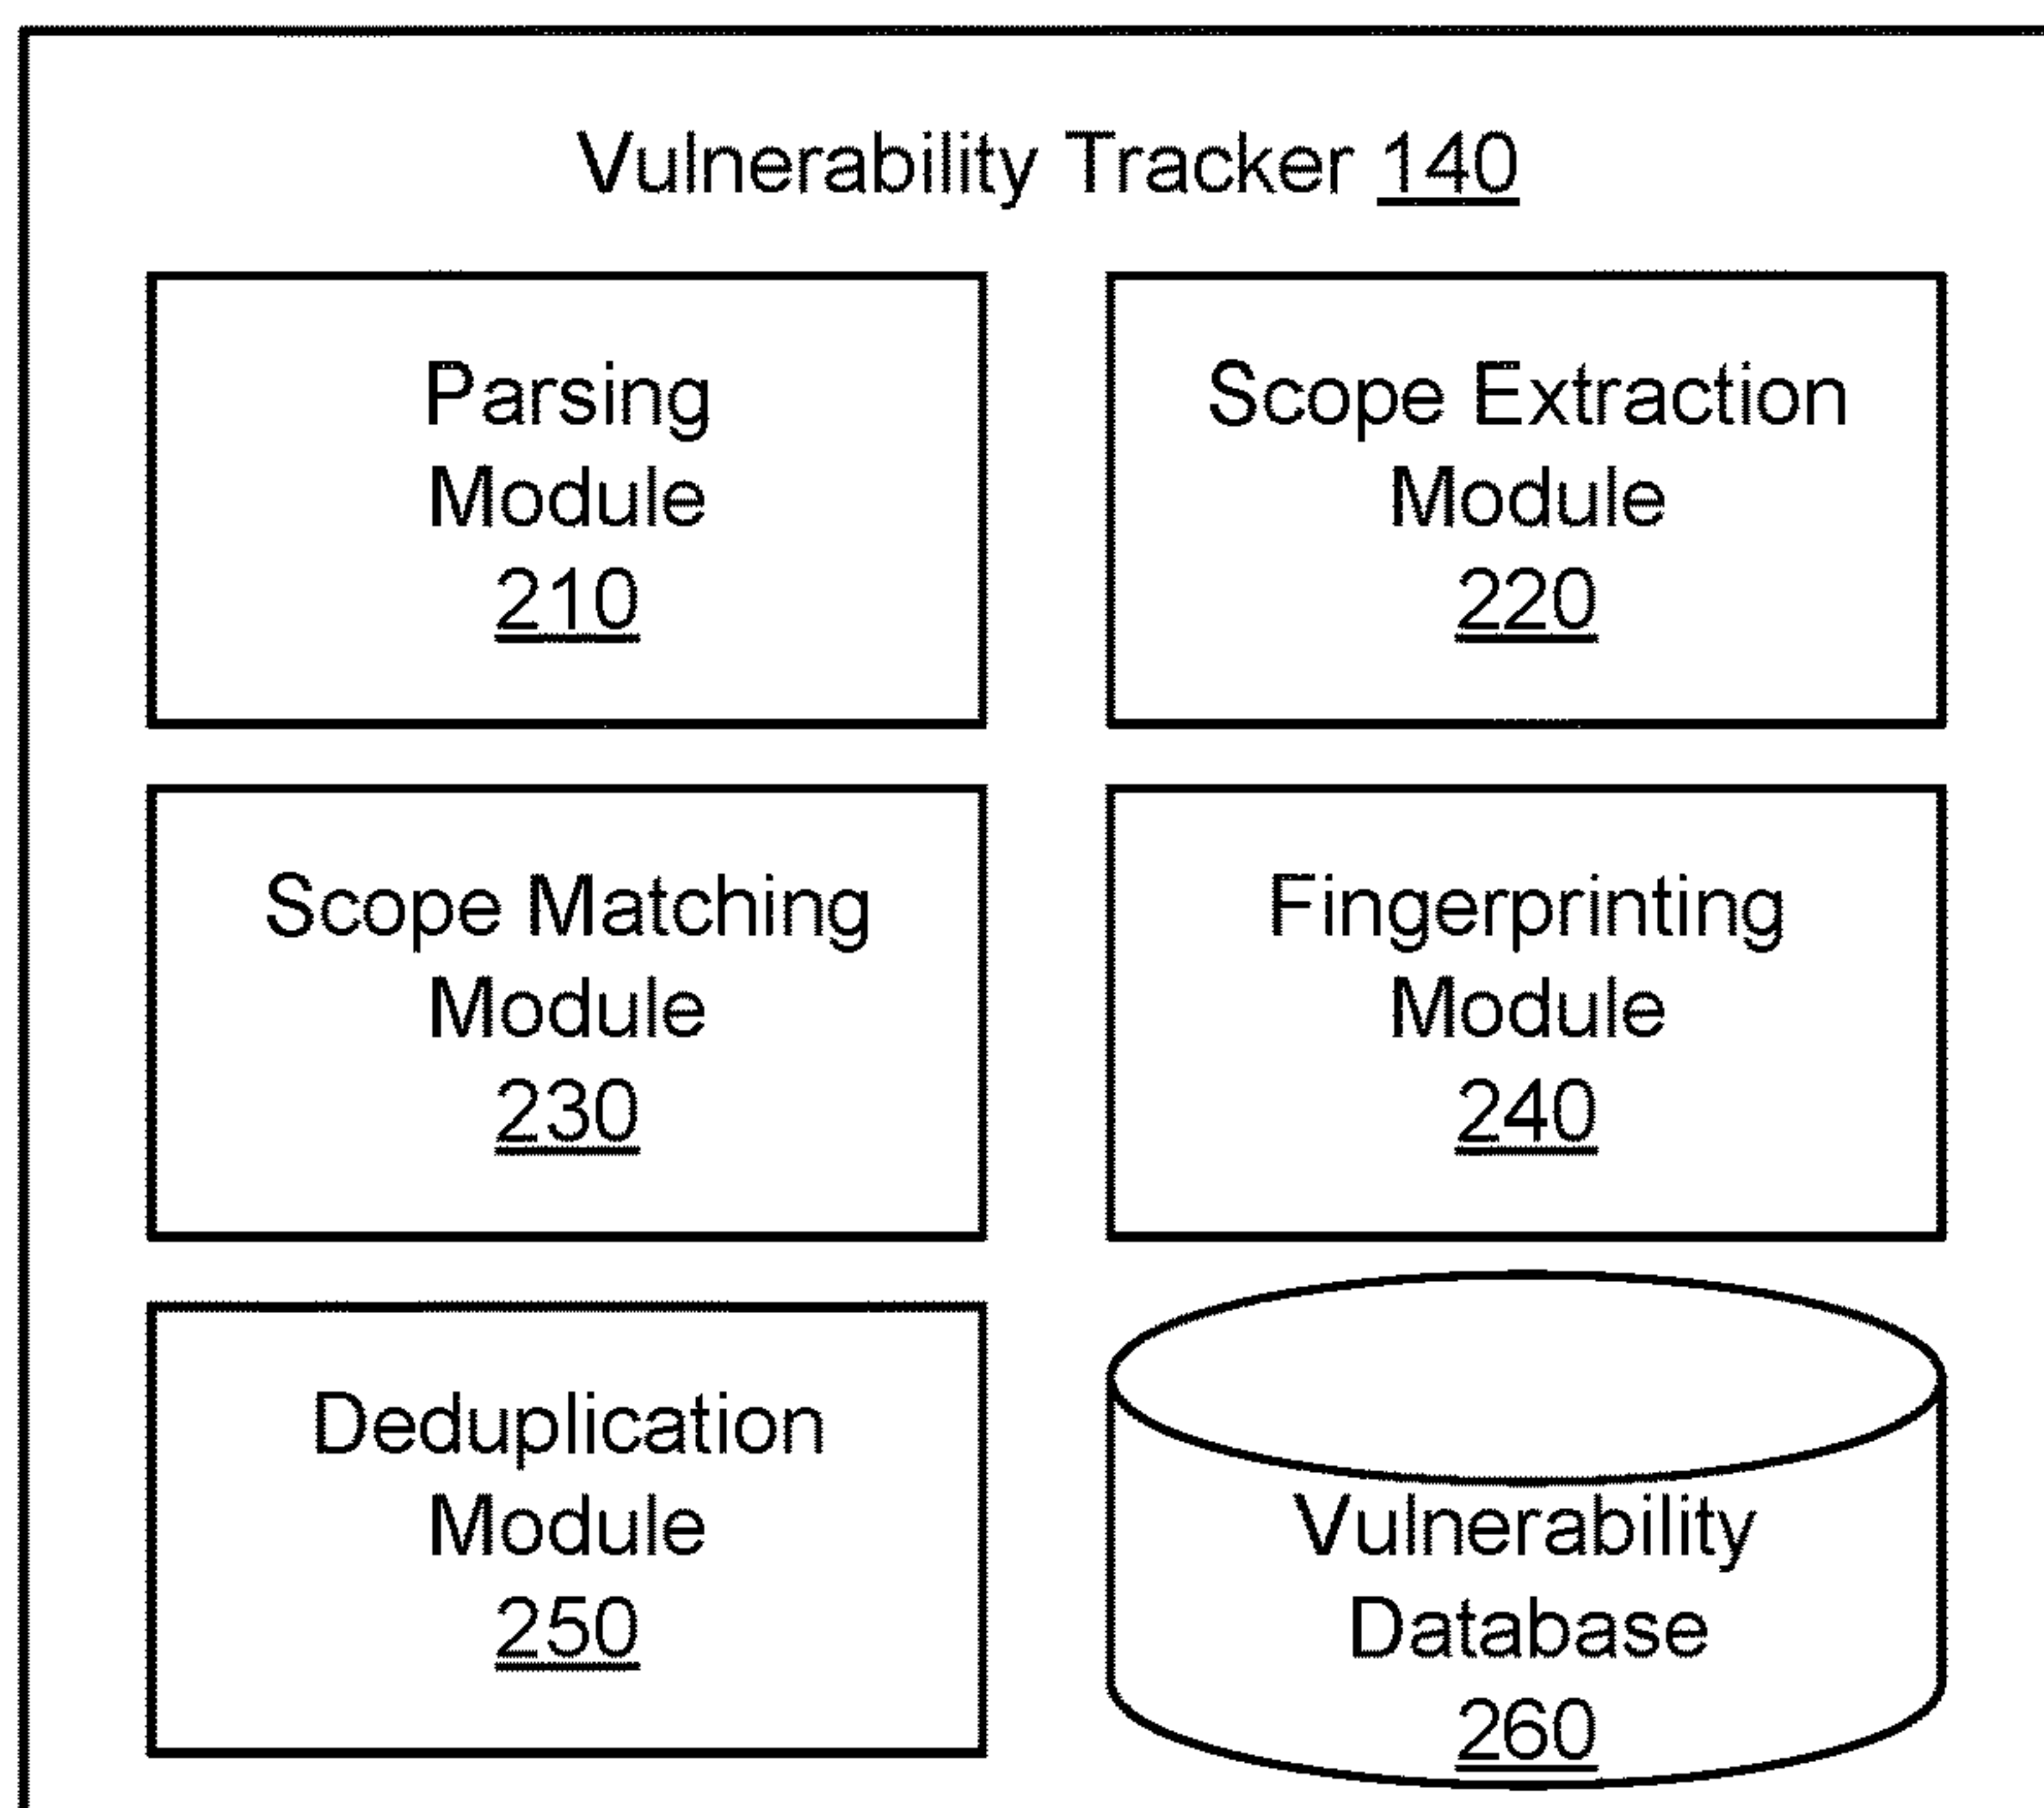 Vulnerability Tracker 140
Parsing
Module
210
Scope Extraction
Module
220
Scope Matching
Module
230
Fingerprinting
Module
240
Deduplication
Module
250
Vulnerability
Database
260